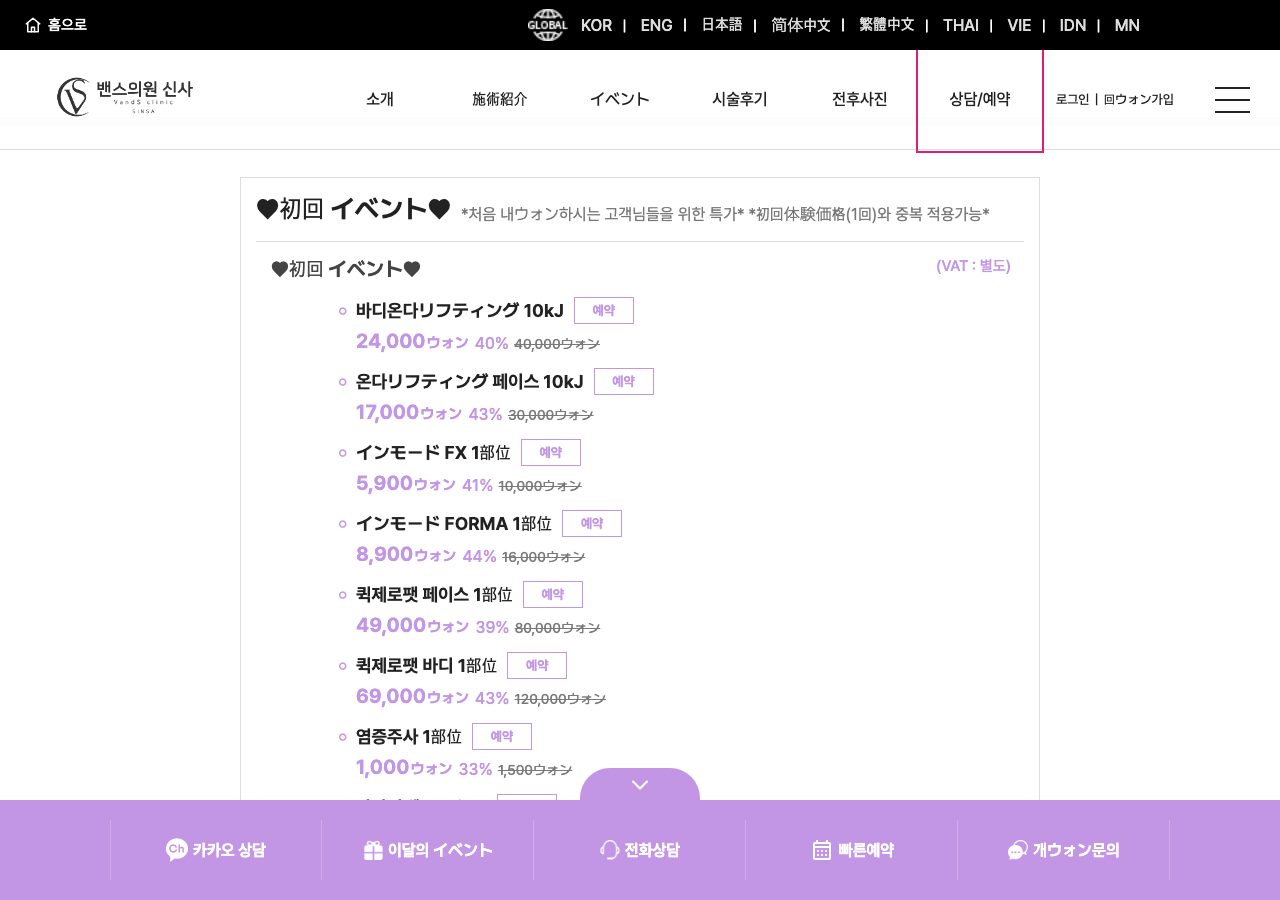 홈으로
GLOBAL KOR | ENG | 日本語 | 简体中文 | 繁體中文 | THAI | VIE | IDN | MN
밴스의원 신사
VandS clinic
SINSA
소개 施術紹介 イベント 시술후기 전후사진 상담/예약 로그인 | 回ウォン가입
♥初回 イベント♥ *처음 내ウォン하시는 고객님들을 위한 특가* *初回体験価格(1回)와 중복 적용가능*
♥初回 イベント♥ (VAT : 별도)
바디온다リフティング 10kJ 예약
24,000ウォン 40% 40,000ウォン
온다リフティング 페이스 10kJ 예약
17,000ウォン 43% 30,000ウォン
インモード FX 1部位 예약
5,900ウォン 41% 10,000ウォン
インモード FORMA 1部位 예약
8,900ウォン 44% 16,000ウォン
퀵제로팻 페이스 1部位 예약
49,000ウォン 39% 80,000ウォン
퀵제로팻 바디 1部位 예약
69,000ウォン 43% 120,000ウォン
염증주사 1部位 예약
1,000ウォン 33% 1,500ウォン
Ch 카카오 상담 이달의 イベント 전화상담 빠른예약 개ウォン문의